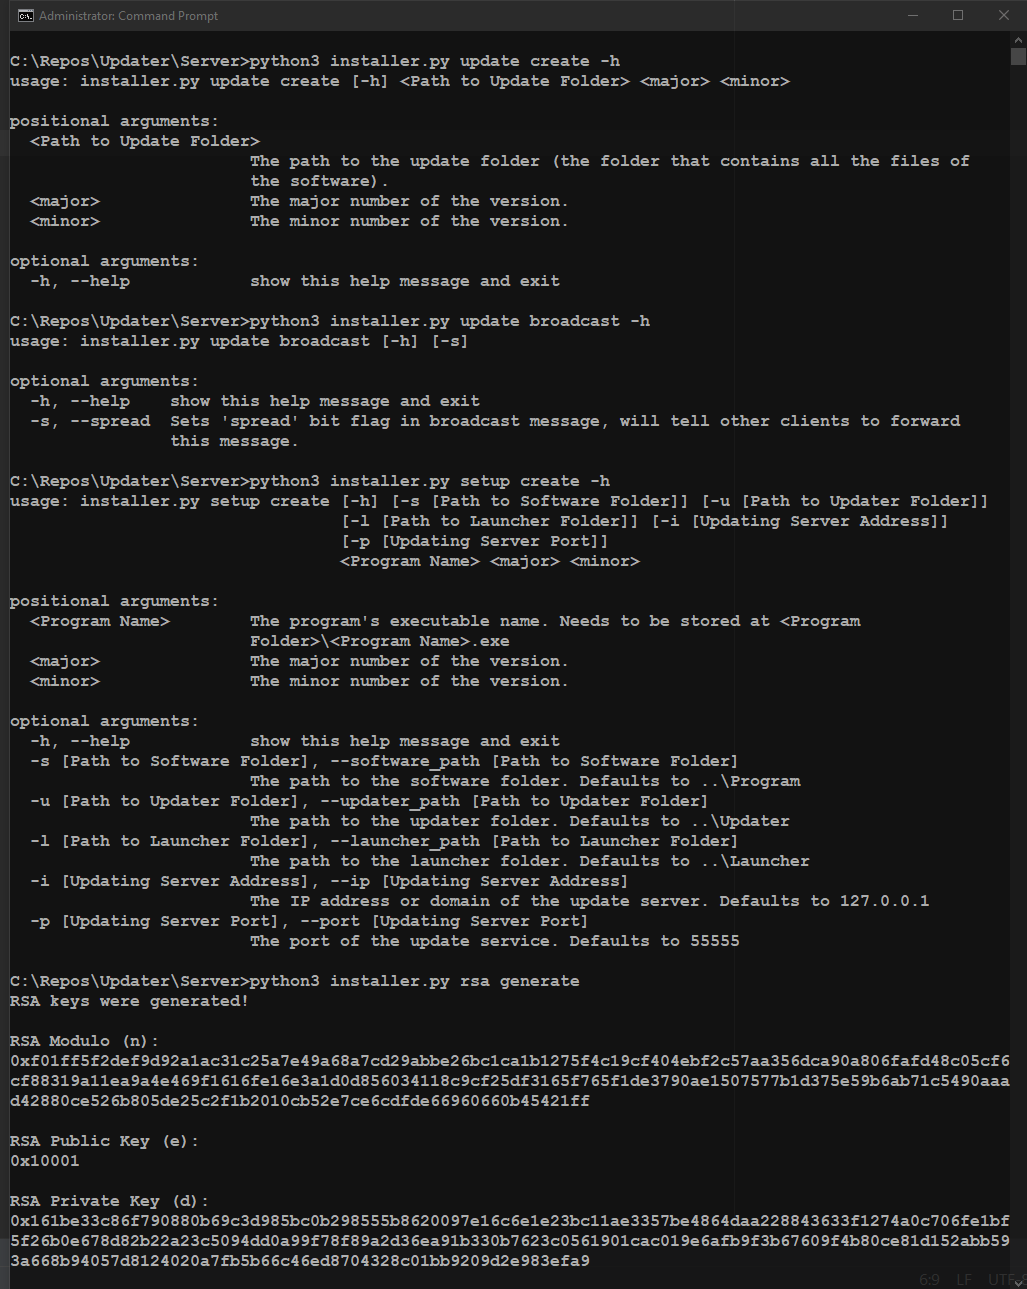 Administrator: Command Prompt
C:\Repos\Updater\Server>python3 installer.py update create -h
usage: installer.py update create [-h] <Path to Update Folder> <major> <minor>
positional arguments:
<Path to Update Folder>
The path to the update folder (the folder that contains all the files of
the software).
<major> The major number of the version.
<minor> The minor number of the version.
optional arguments:
-h, --help show this help message and exit
C:\Repos\Updater\Server>python3 installer.py update broadcast -h
usage: installer.py update broadcast [-h] [-s]
optional arguments:
-h, --help show this help message and exit
-s, --spread Sets 'spread' bit flag in broadcast message, will tell other clients to forward
this message.
C:\Repos\Updater\Server>python3 installer.py setup create -h
usage: installer.py setup create [-h] [-s [Path to Software Folder]] [-u [Path to Updater Folder]]
[-l [Path to Launcher Folder]] [-i [Updating Server Address]]
[-p [Updating Server Port]]
<Program Name> <major> <minor>
positional arguments:
<Program Name> The program's executable name. Needs to be stored at <Program
Folder>\<Program Name>.exe
<major> The major number of the version.
<minor> The minor number of the version.
optional arguments:
-h, --help show this help message and exit
-s [Path to Software Folder], --software_path [Path to Software Folder]
The path to the software folder. Defaults to ..\Program
-u [Path to Updater Folder], --updater_path [Path to Updater Folder]
The path to the updater folder. Defaults to ..\Updater
-l [Path to Launcher Folder], --launcher_path [Path to Launcher Folder]
The path to the launcher folder. Defaults to ..\Launcher
-i [Updating Server Address], --ip [Updating Server Address]
The IP address or domain of the update server. Defaults to 127.0.0.1
-p [Updating Server Port], --port [Updating Server Port]
The port of the update service. Defaults to 55555
C:\Repos\Updater\Server>python3 installer.py rsa generate
RSA keys were generated!
RSA Modulo (n):
0xf01ff5f2def9d92a1ac31c25a7e49a68a7cd29abbe26bc1ca1b1275f4c19cf404ebf2c57aa356dca90a806fafd48c05cf6
cf88319a11ea9a4e469f1616fe16e3a1d0d856034118c9cf25df3165f765f1de3790ae1507577b1d375e59b6ab71c5490aaa
d42880ce526b805de25c2f1b2010cb52e7ce6cdfde66960660b45421ff
RSA Public Key (e):
0x10001
RSA Private Key (d):
0x161be33c86f790880b69c3d985bc0b298555b8620097e16c6e1e23bc11ae3357be4864daa228843633f1274a0c706fe1bf
5f26b0e678d82b22a23c5094dd0a99f78f89a2d36ea91b330b7623c0561901cac019e6afb9f3b67609f4b80ce81d152abb59
3a668b94057d8124020a7fb5b66c46ed8704328c01bb9209d2e983efa9
6:9 LF UTF-8